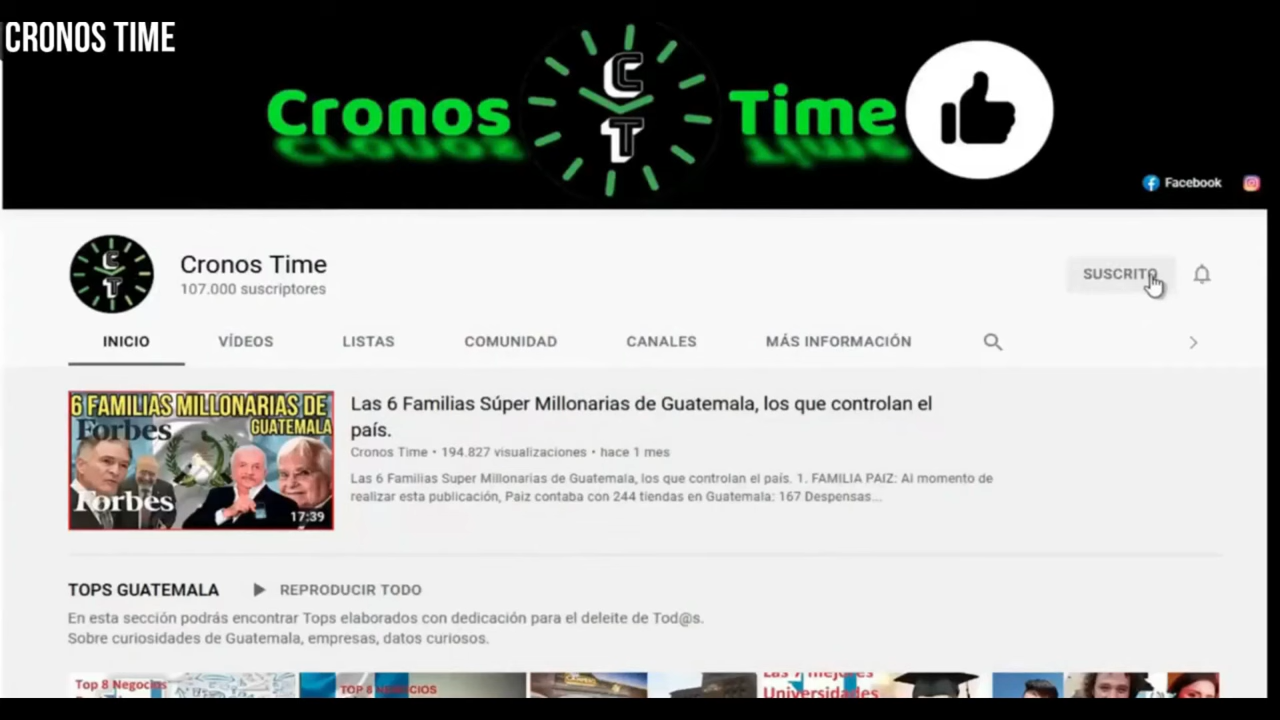 CRONOS TIME
Cronos
C
T
Time
Facebook
C
T
Cronos Time
107.000 suscriptores
SUSCRITO
INICIO
VÍDEOS
LISTAS
COMUNIDAD
CANALES
MÁS INFORMACIÓN
6 FAMILIAS MILLONARIAS DE
GUATEMALA
Forbes
Forbes
17:39
Las 6 Familias Súper Millonarias de Guatemala, los que controlan el
país.
Cronos Time • 194.827 visualizaciones • hace 1 mes
Las 6 Familias Super Millonarias de Guatemala, los que controlan el país. 1. FAMILIA PAIZ: Al momento de
realizar esta publicación, Paiz contaba con 244 tiendas en Guatemala: 167 Despensas...
TOPS GUATEMALA
REPRODUCIR TODO
En esta sección podrás encontrar Tops elaborados con dedicación para el deleite de Tod@s.
Sobre curiosidades de Guatemala, empresas, datos curiosos.
Top 8 Negocios
TOP 8 NEGOCIOS
Las 7 mejores
Universidades